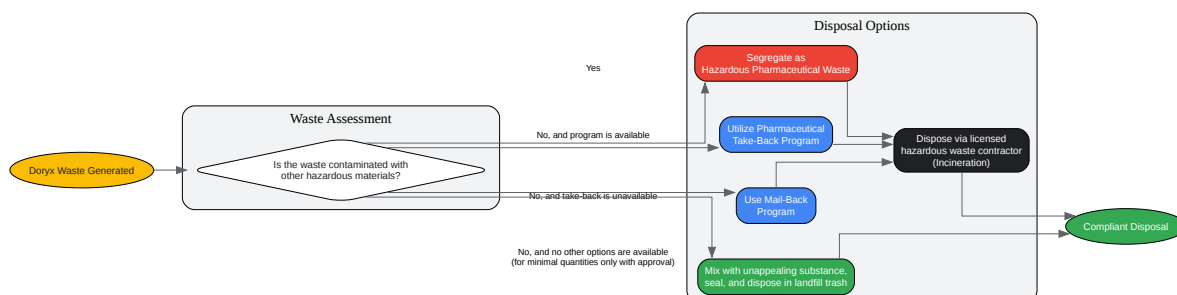 Doryx Waste Generated
Waste Assessment
Is the waste contaminated with
other hazardous materials?
Yes
No, and program is available
No, and take-back is unavailable
No, and no other options are available
(for minimal quantities only with approval)
Disposal Options
Segregate as
Hazardous Pharmaceutical Waste
Utilize Pharmaceutical
Take-Back Program
Use Mail-Back
Program
Mix with unappealing substance,
seal, and dispose in landfill trash
Dispose via licensed
hazardous waste contractor
(Incineration)
Compliant Disposal